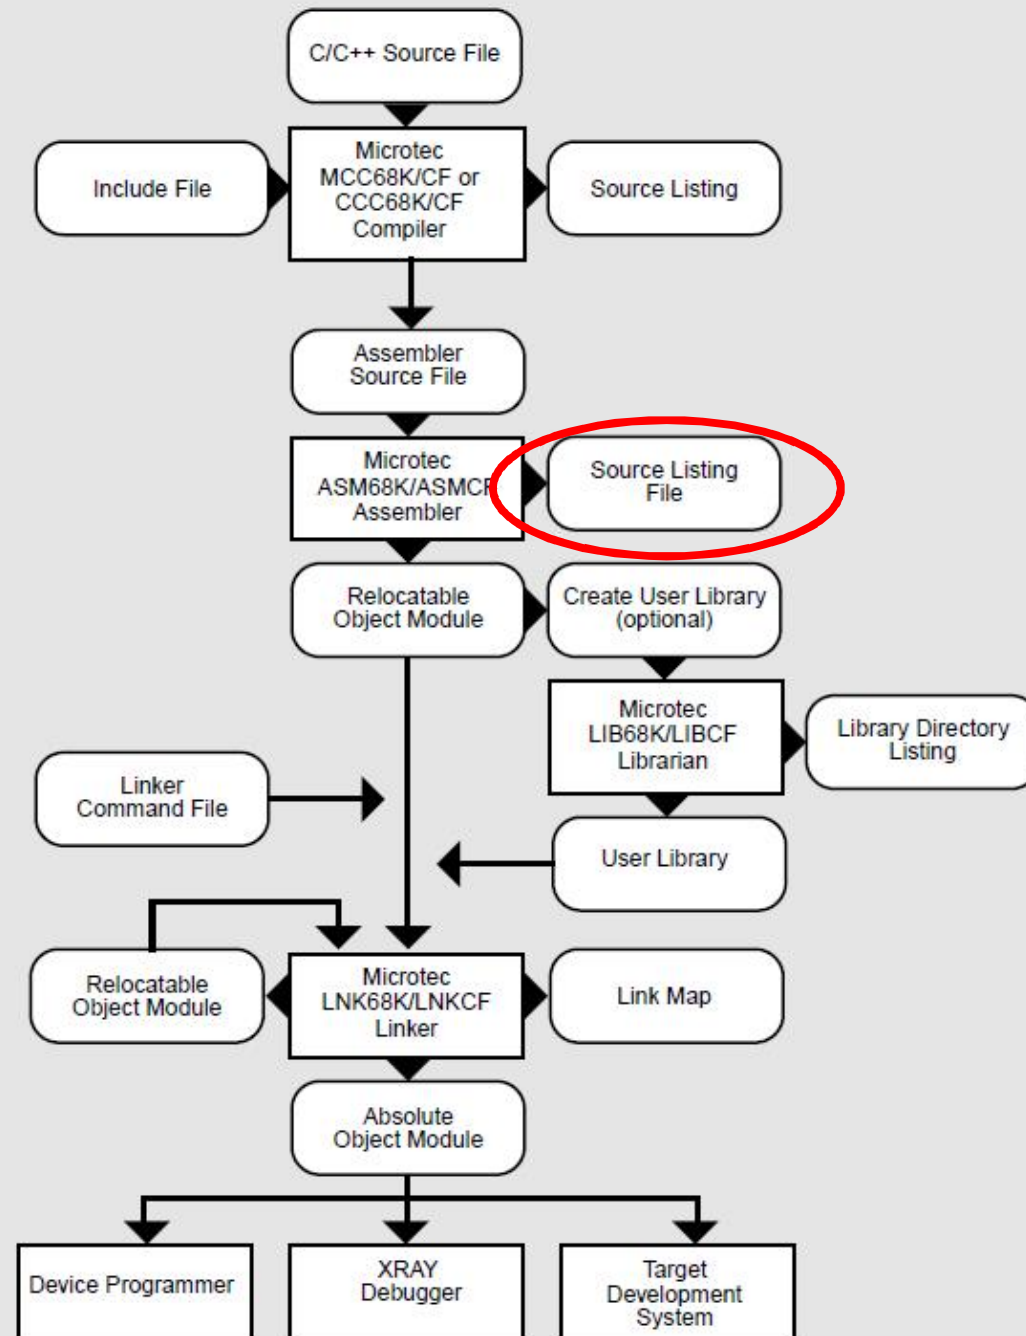 C/C++ Source File
Include File
Microtec
MCC68K/CF or
CCC68K/CF
Compiler
Source Listing
Assembler
Source File
Microtec
ASM68K/ASMCF
Assembler
Source Listing
File
Relocatable
Object Module
Create User Library
(optional)
Microtec
LIB68K/LIBCF
Librarian
Library Directory
Listing
Linker
Command File
User Library
Relocatable
Object Module
Microtec
LNK68K/LNKCF
Linker
Link Map
Absolute
Object Module
Device Programmer
XRAY
Debugger
Target
Development
System